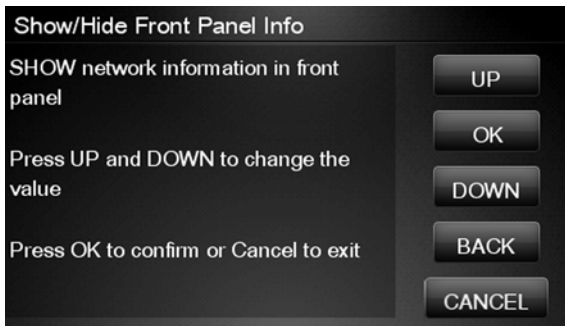 Show/Hide Front Panel Info
SHOW network information in front
panel
Press UP and DOWN to change the
value
Press OK to confirm or Cancel to exit
UP
OK
DOWN
BACK
CANCEL